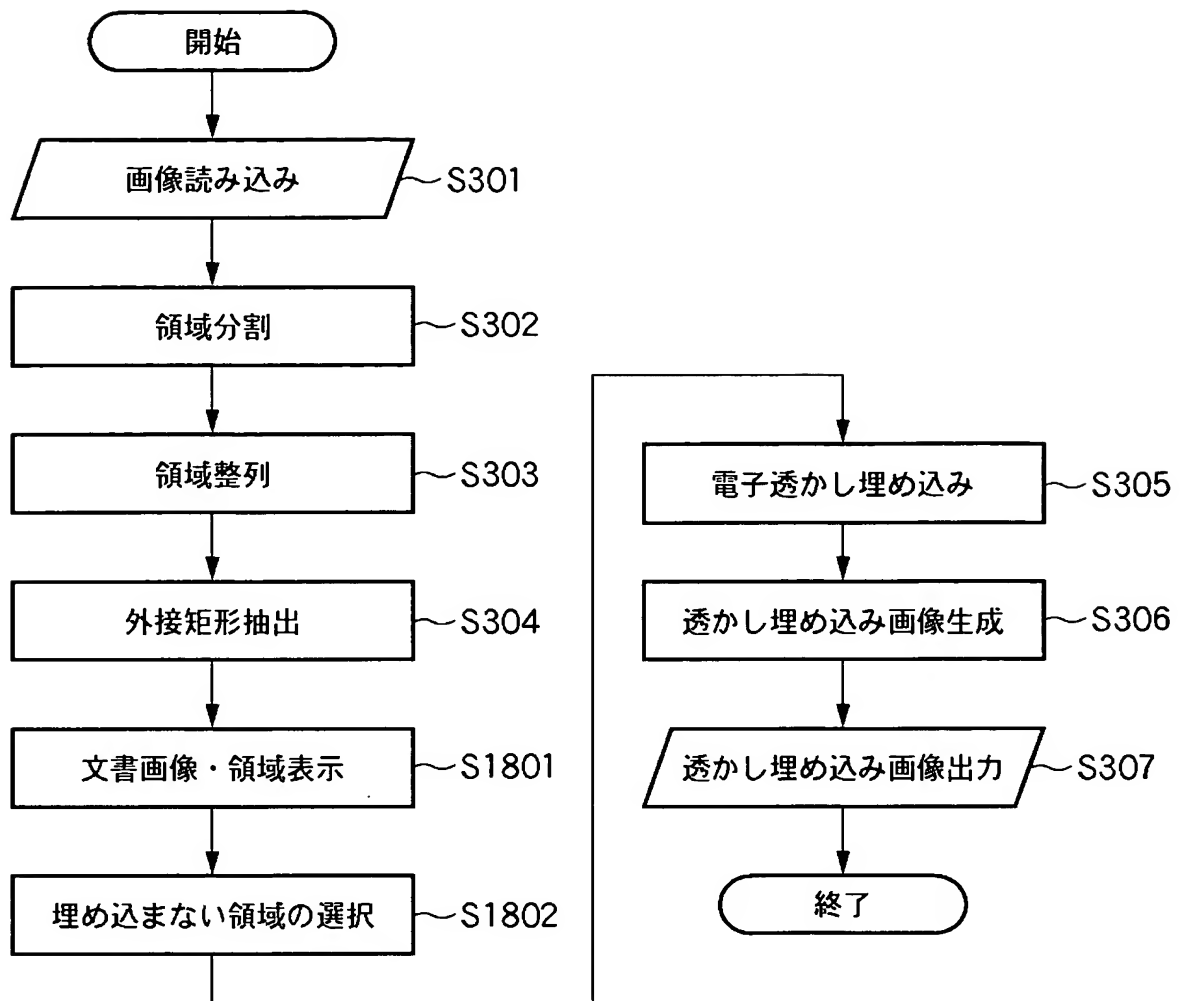 開始
画像読み込み
S301
領域分割
S302
領域整列
S303
外接矩形抽出
S304
文書画像・領域表示
S1801
埋め込まない領域の選択
S1802
電子透かし埋め込み
S305
透かし埋め込み画像生成
S306
透かし埋め込み画像出力
S307
終了